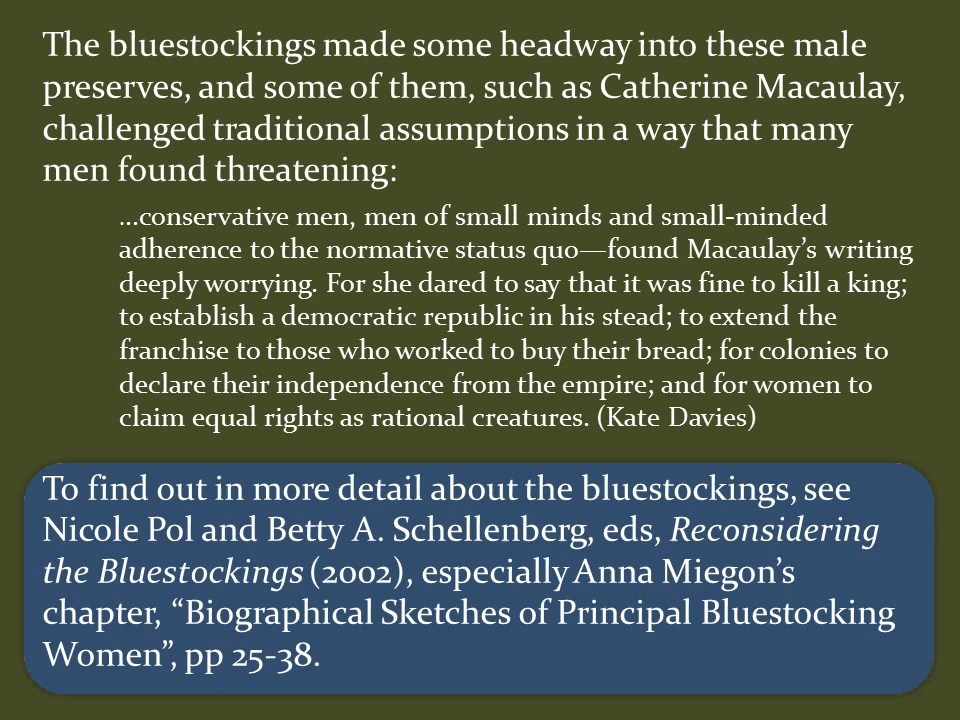 The bluestockings made some headway into these male
preserves, and some of them, such as Catherine Macaulay,
challenged traditional assumptions in a way that many
men found threatening:
…conservative men, men of small minds and small-minded
adherence to the normative status quo—found Macaulay’s writing
deeply worrying. For she dared to say that it was fine to kill a king;
to establish a democratic republic in his stead; to extend the
franchise to those who worked to buy their bread; for colonies to
declare their independence from the empire; and for women to
claim equal rights as rational creatures. (Kate Davies)
To find out in more detail about the bluestockings, see
Nicole Pol and Betty A. Schellenberg, eds, Reconsidering
the Bluestockings (2002), especially Anna Miegon’s
chapter, “Biographical Sketches of Principal Bluestocking
Women”, pp 25-38.